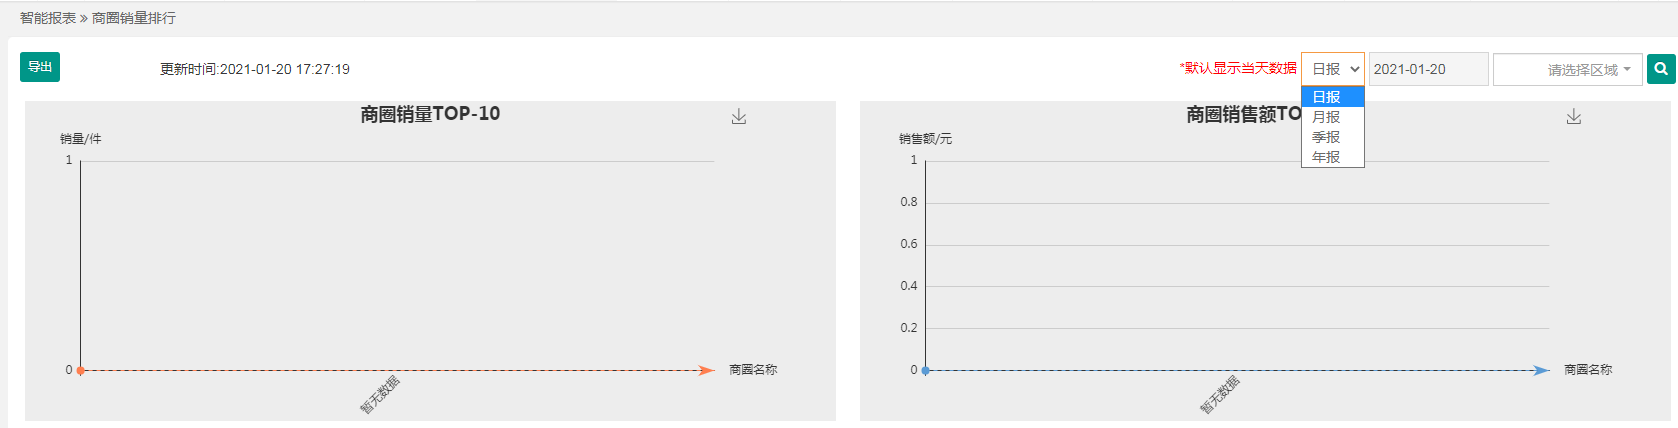 智能报表 » 商圈销量排行
导出
更新时间:2021-01-20 17:27:19
*默认显示当天数据
日报
2021-01-20
请选择区域
日报
月报
季报
年报
商圈销量TOP-10
销量/件
1
0
商圈名称
暂无数据
商圈销售额TO
销售额/元
1
0.8
0.6
0.4
0.2
0
商圈名称
暂无数据